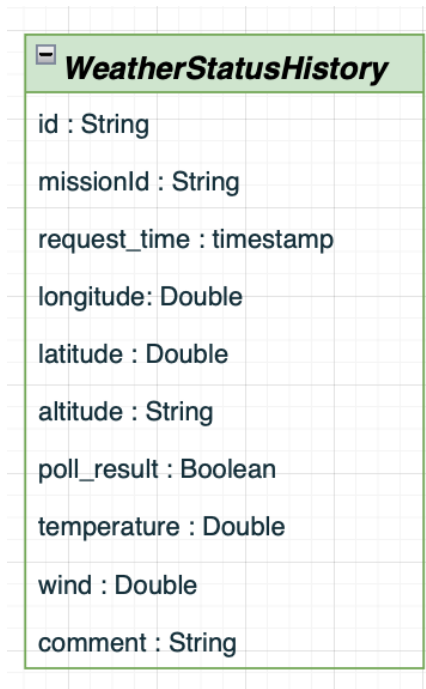 WeatherStatusHistory
id : String
missionId : String
request_time : timestamp
longitude: Double
latitude : Double
altitude : String
poll_result : Boolean
temperature : Double
wind : Double
comment : String